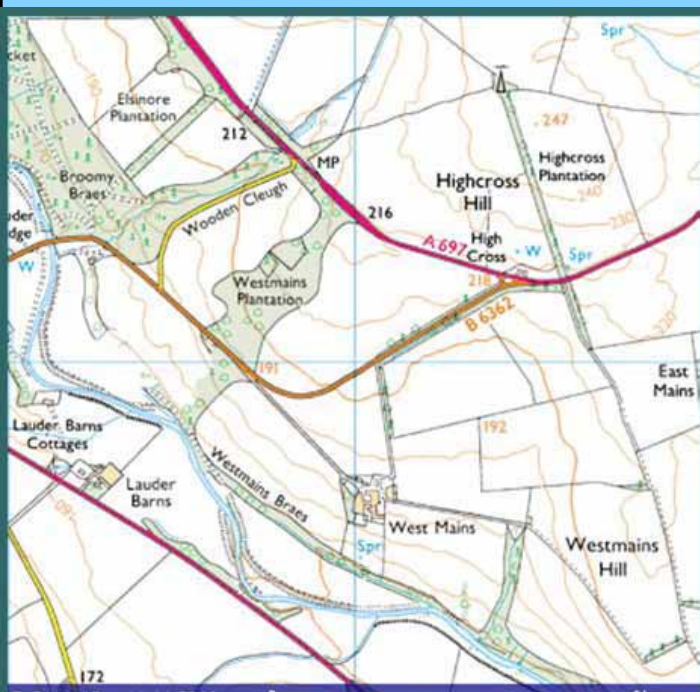 Spr
cket
190
Elsinore
Plantation
247
212
MP
Highcross
Plantation
Broomy
Braes
Highcross
Hill
240
Wooden Cleugh
216
230
uder
dge
A 697
High
Cross
W
Spr
W
218
Westmains
Plantation
B 6362
220
191
East
Mains
Lauder Barns
Cottages
192
Westmains Braes
Lauder
Barns
West Mains
Spr
Westmains
Hill
172